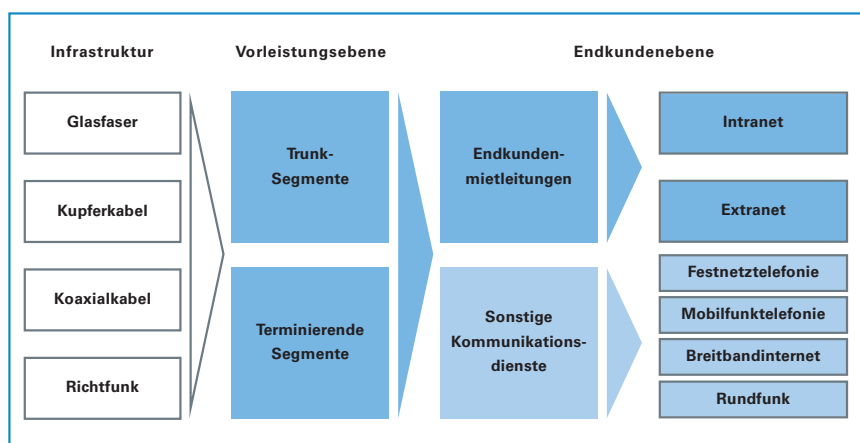 Infrastruktur
Vorleistungsebene
Endkundenebene
Glasfaser
Kupferkabel
Koaxialkabel
Richtfunk
Trunk-
Segmente
Terminierende
Segmente
Endkunden-
mietleitungen
Sonstige
Kommunikations-
dienste
Intranet
Extranet
Festnetztelefonie
Mobilfunktelefonie
Breitbandinternet
Rundfunk